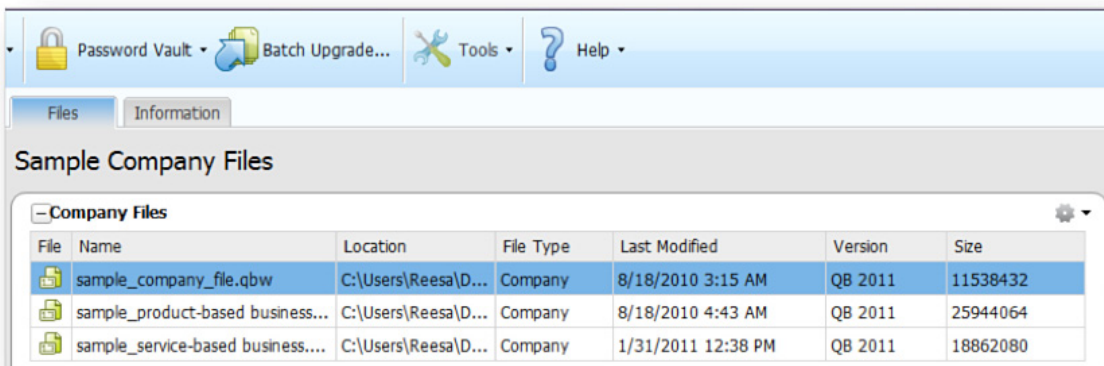 Password Vault Batch Upgrade... Tools Help
Files Information
Sample Company Files
Company Files
File Name Location File Type Last Modified Version Size
sample_company_file.qbw C:\Users\Reesa\D... Company 8/18/2010 3:15 AM QB 2011 11538432
sample_product-based business... C:\Users\Reesa\D... Company 8/18/2010 4:43 AM QB 2011 25944064
sample_service-based business.... C:\Users\Reesa\D... Company 1/31/2011 12:38 PM QB 2011 18862080